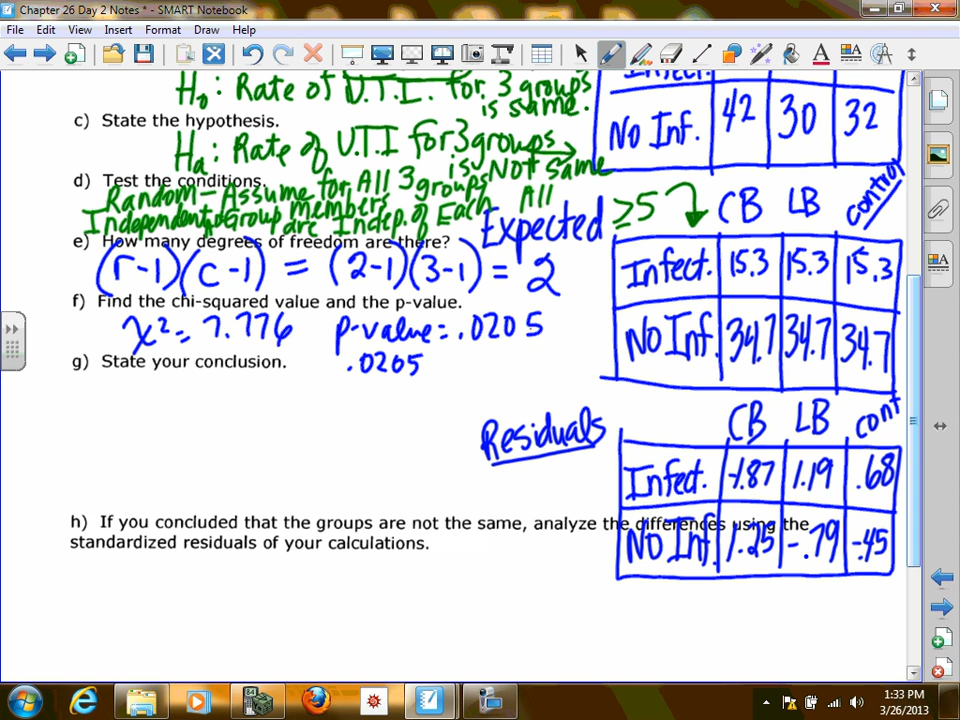 Chapter 26 Day 2 Notes * - SMART Notebook
File Edit View Insert Format Draw Help
H₀: Rate of U.T.I. for 3 groups
is same.
c) State the hypothesis.
Hₐ: Rate of UTI for 3 groups
is Not same
d) Test the conditions.
Random - Assume for All 3 groups
Independent Group members are Indep. of Each
e) How many degrees of freedom are there?
(r-1)(c-1) = (2-1)(3-1) = 2
f) Find the chi-squared value and the p-value.
χ² = 7.776 p-value = .0205
.0205
g) State your conclusion.
h) If you concluded that the groups are not the same, analyze the differences using the
standardized residuals of your calculations.
Infect.
No Inf. 42 30 32
All
Expected ≥5 CB LB control
Infect. 15.3 15.3 15.3
No Inf. 34.7 34.7 34.7
Residuals CB LB cont
Infect. -1.87 1.19 .68
No Inf. 1.25 -.79 -.45
1:33 PM
3/26/2013